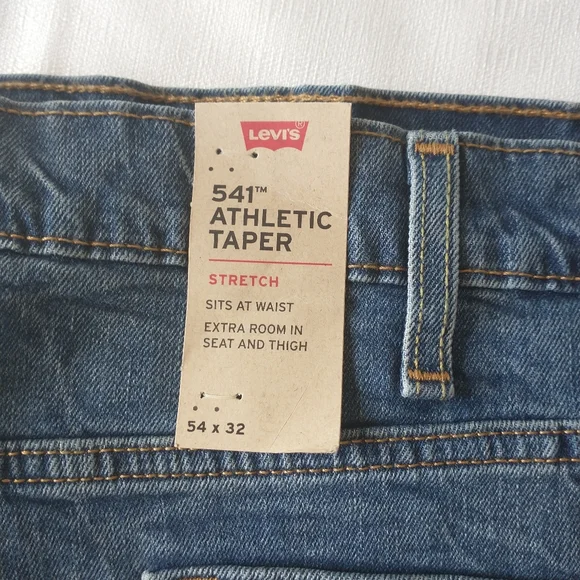 LEVI'S®
541™
ATHLETIC
TAPER
STRETCH
SITS AT WAIST
EXTRA ROOM IN
SEAT AND THIGH
54 x 32